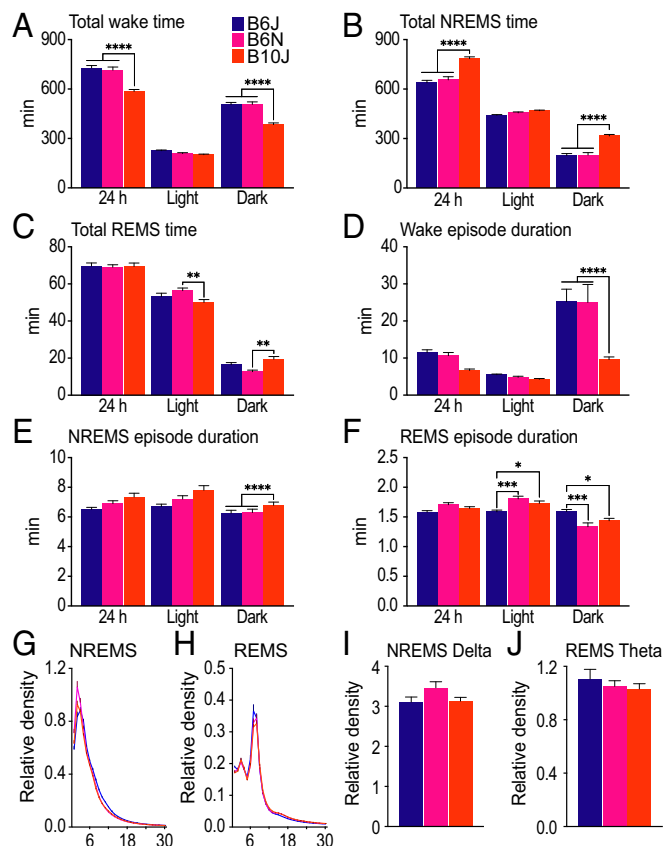 A Total wake time
B6J
B6N
B10J
900
600
300
0
min
****
****
24 h Light Dark
B Total NREMS time
900
600
300
0
min
****
****
24 h Light Dark
C Total REMS time
80
60
40
20
0
min
**
**
24 h Light Dark
D Wake episode duration
40
30
20
10
0
min
****
24 h Light Dark
E NREMS episode duration
10
8
6
4
2
0
min
****
24 h Light Dark
F REMS episode duration
2.5
2.0
1.5
1.0
0.5
0.0
min
***
*
***
*
24 h Light Dark
G NREMS
1.2
0.8
0.4
0.0
Relative density
6 18 30
H REMS
0.5
0.4
0.3
0.2
0.1
0.0
Relative density
6 18 30
I NREMS Delta
4
3
2
1
0
Relative density
J REMS Theta
1.2
0.8
0.4
0.0
Relative density